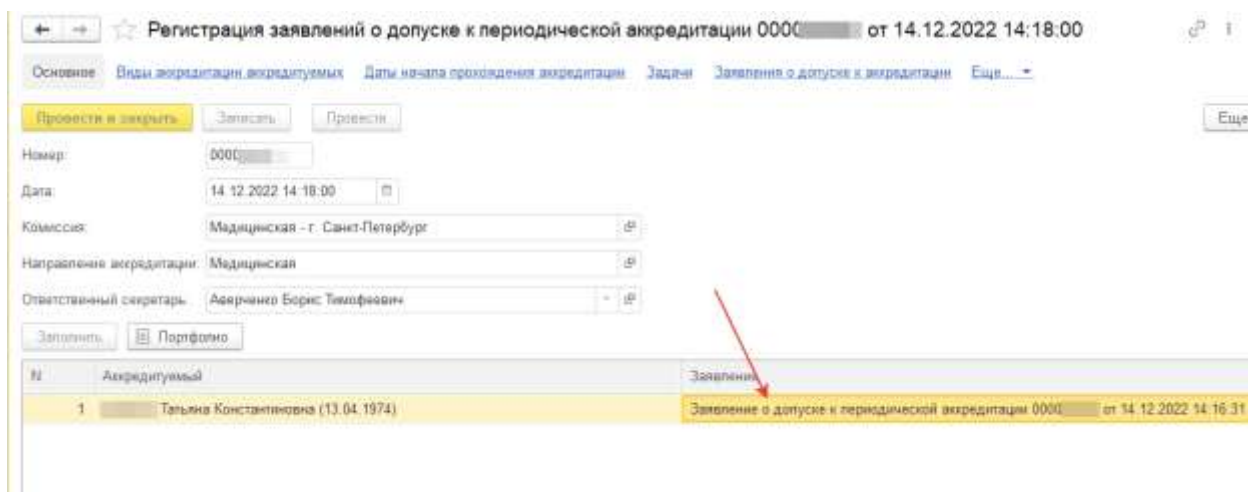 Регистрация заявлений о допуске к периодической аккредитации 0000 от 14.12.2022 14:18:00
Основное Виды аккредитации аккредитуемых Даты начала прохождения аккредитации Задачи Заявления о допуске к аккредитации Еще...
Провести и закрыть Записать Провести Еще
Номер: 0000
Дата: 14.12.2022 14:18:00
Комиссия: Медицинская - г. Санкт-Петербург
Направление аккредитации: Медицинская
Ответственный секретарь: Аверченко Борис Тимофеевич
Заполнить Портфолио
N Аккредитуемый Заявление
1 Татьяна Константиновна (13.04.1974) Заявление о допуске к периодической аккредитации 0000 от 14.12.2022 14:16:31